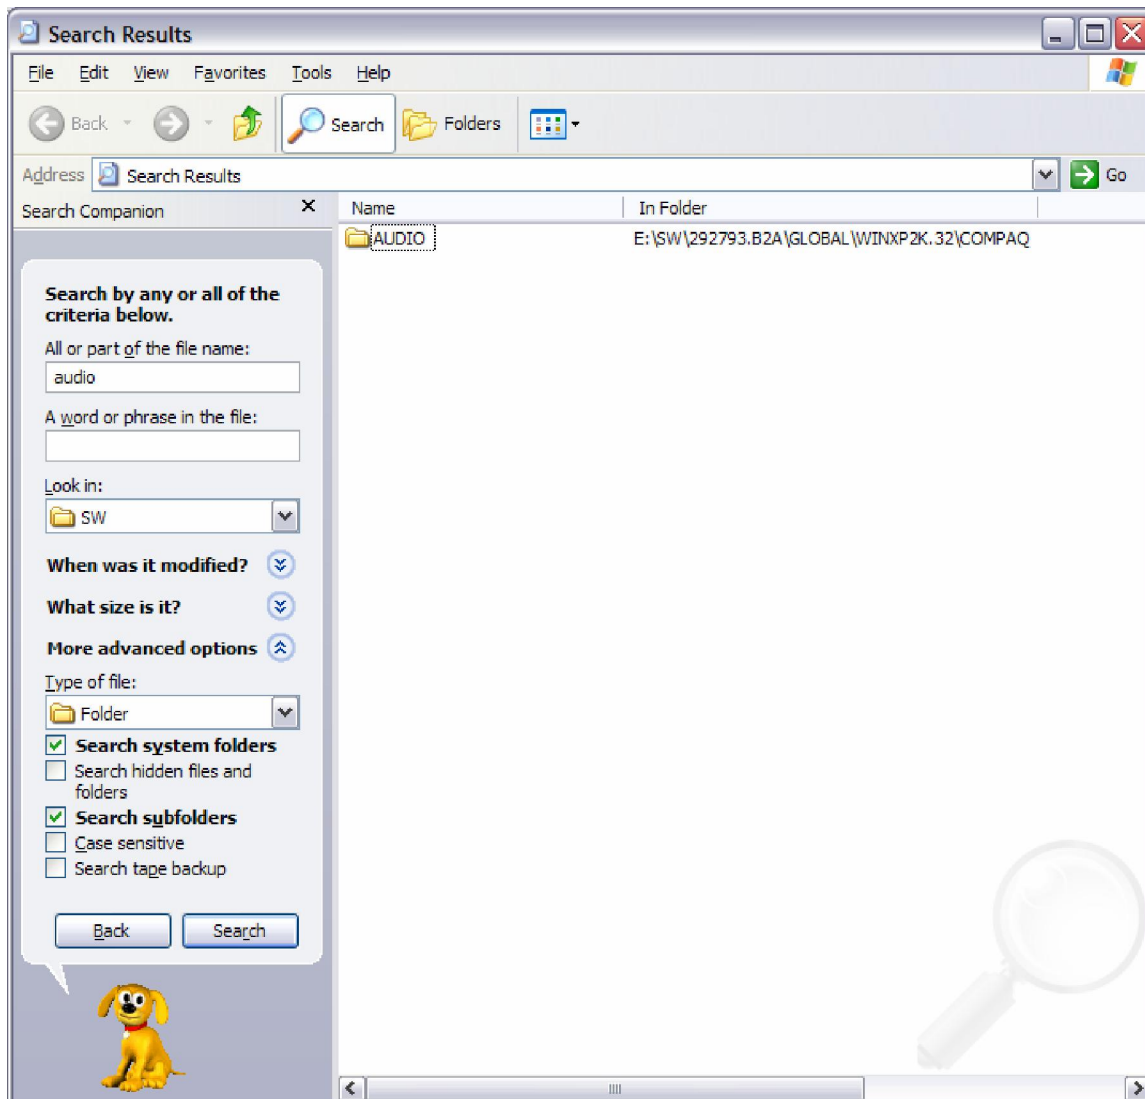 Search Results
File Edit View Favorites Tools Help
Back Search Folders
Address Search Results Go
Search Companion
Name In Folder
AUDIO E:\SW\292793.B2A\GLOBAL\WINXP2K.32\COMPAQ
Search by any or all of the
criteria below.
All or part of the file name:
audio
A word or phrase in the file:
Look in:
SW
When was it modified?
What size is it?
More advanced options
Type of file:
Folder
Search system folders
Search hidden files and
folders
Search subfolders
Case sensitive
Search tape backup
Back Search